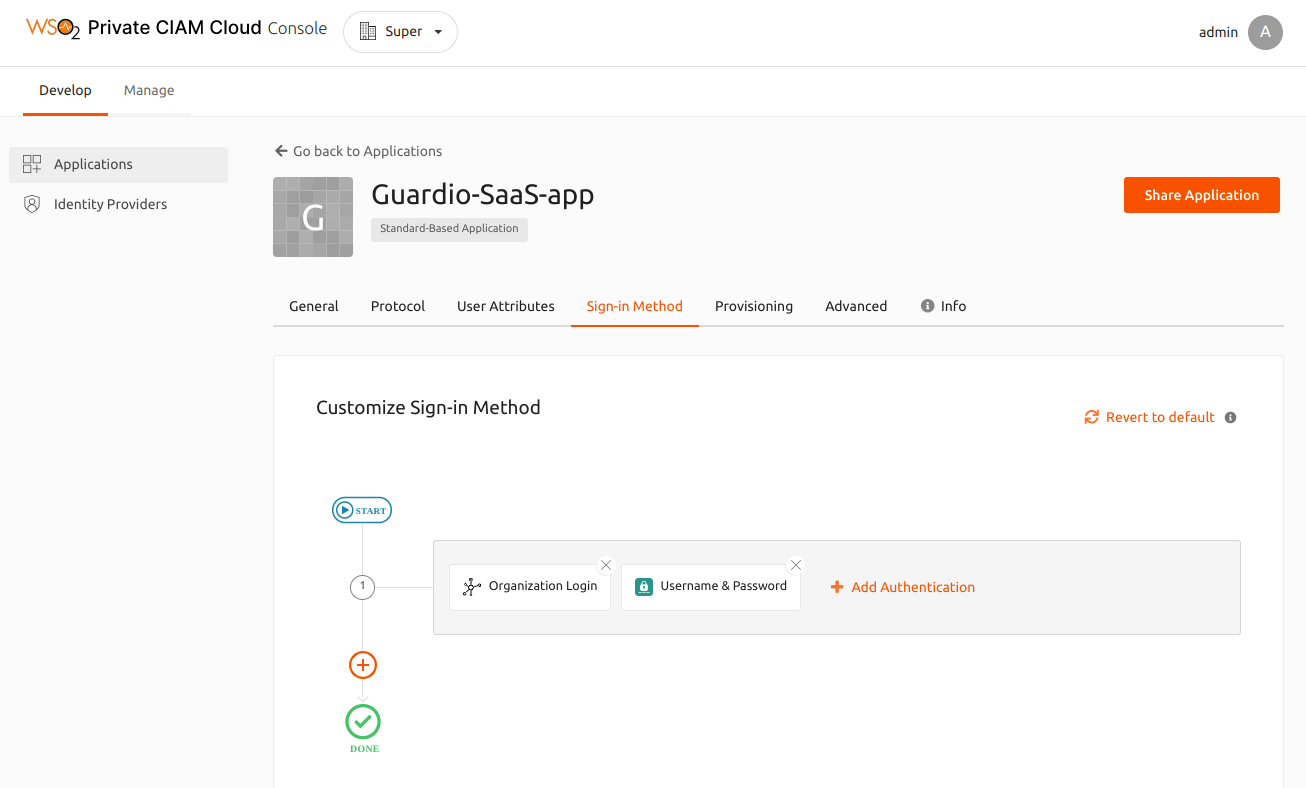 WSO2 Private CIAM Cloud Console
Super
admin
A
Develop
Manage
Applications
Identity Providers
Go back to Applications
G
Guardio-SaaS-app
Standard-Based Application
Share Application
General
Protocol
User Attributes
Sign-in Method
Provisioning
Advanced
Info
Customize Sign-in Method
Revert to default
START
1
Organization Login
Username & Password
Add Authentication
DONE